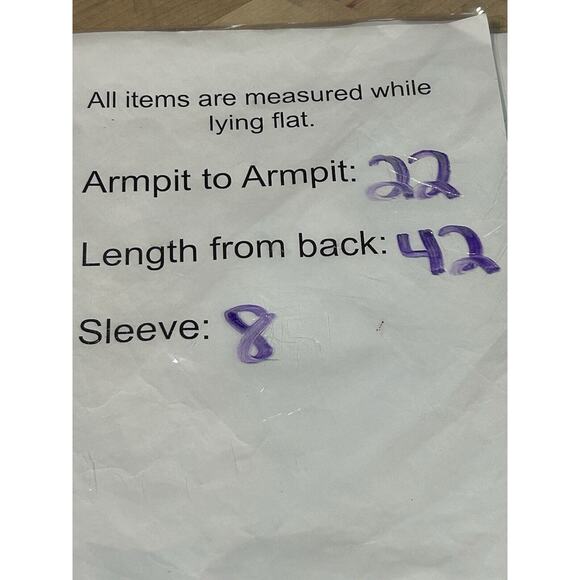 All items are measured while
lying flat.
Armpit to Armpit: 22
Length from back: 42
Sleeve: 8